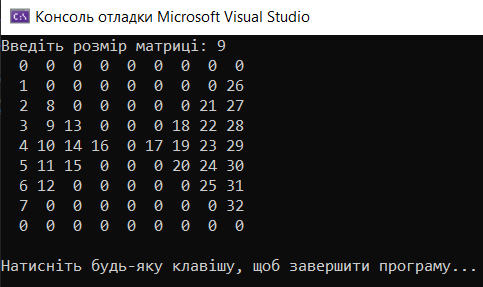 Консоль отладки Microsoft Visual Studio
Введіть розмір матриці: 9
0 0 0 0 0 0 0 0 0
1 0 0 0 0 0 0 0 26
2 8 0 0 0 0 0 21 27
3 9 13 0 0 0 18 22 28
4 10 14 16 0 17 19 23 29
5 11 15 0 0 0 20 24 30
6 12 0 0 0 0 0 25 31
7 0 0 0 0 0 0 0 32
0 0 0 0 0 0 0 0 0
Натисніть будь-яку клавішу, щоб завершити програму...